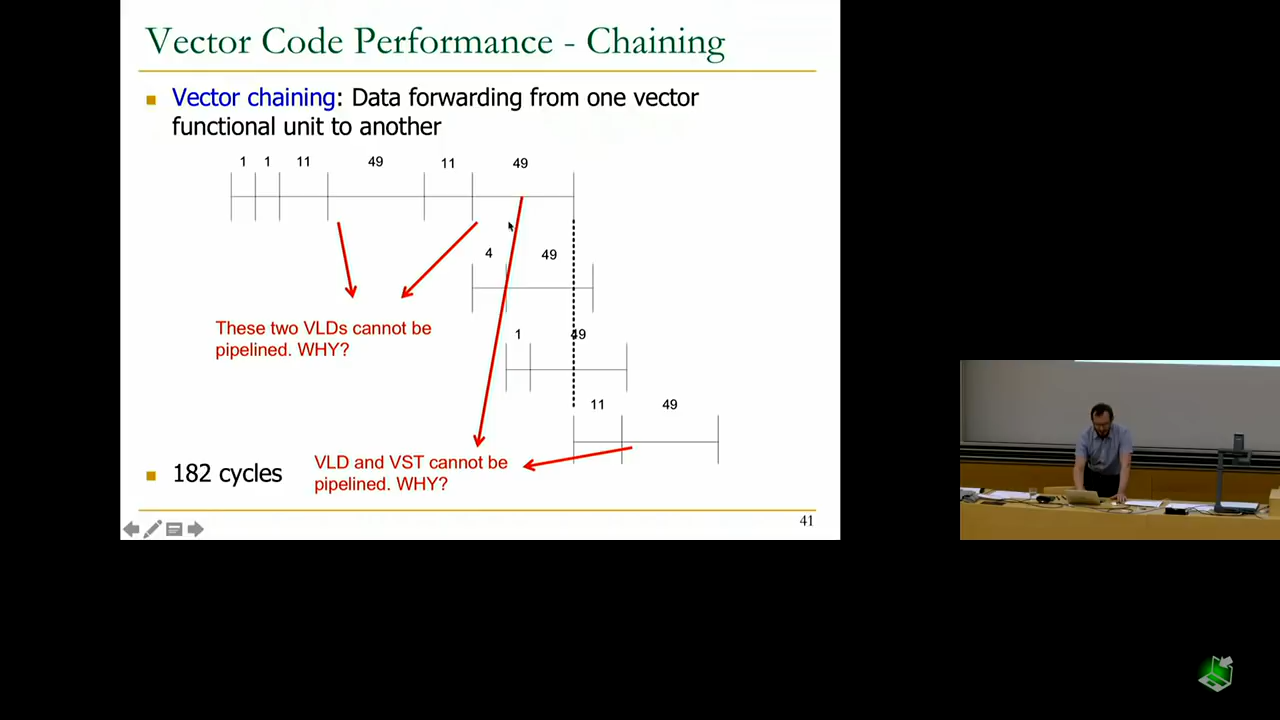 Vector Code Performance - Chaining
Vector chaining: Data forwarding from one vector
functional unit to another
1 1 11 49 11 49
4 49
These two VLDs cannot be
pipelined. WHY?
1 49
11 49
VLD and VST cannot be
pipelined. WHY?
182 cycles
41